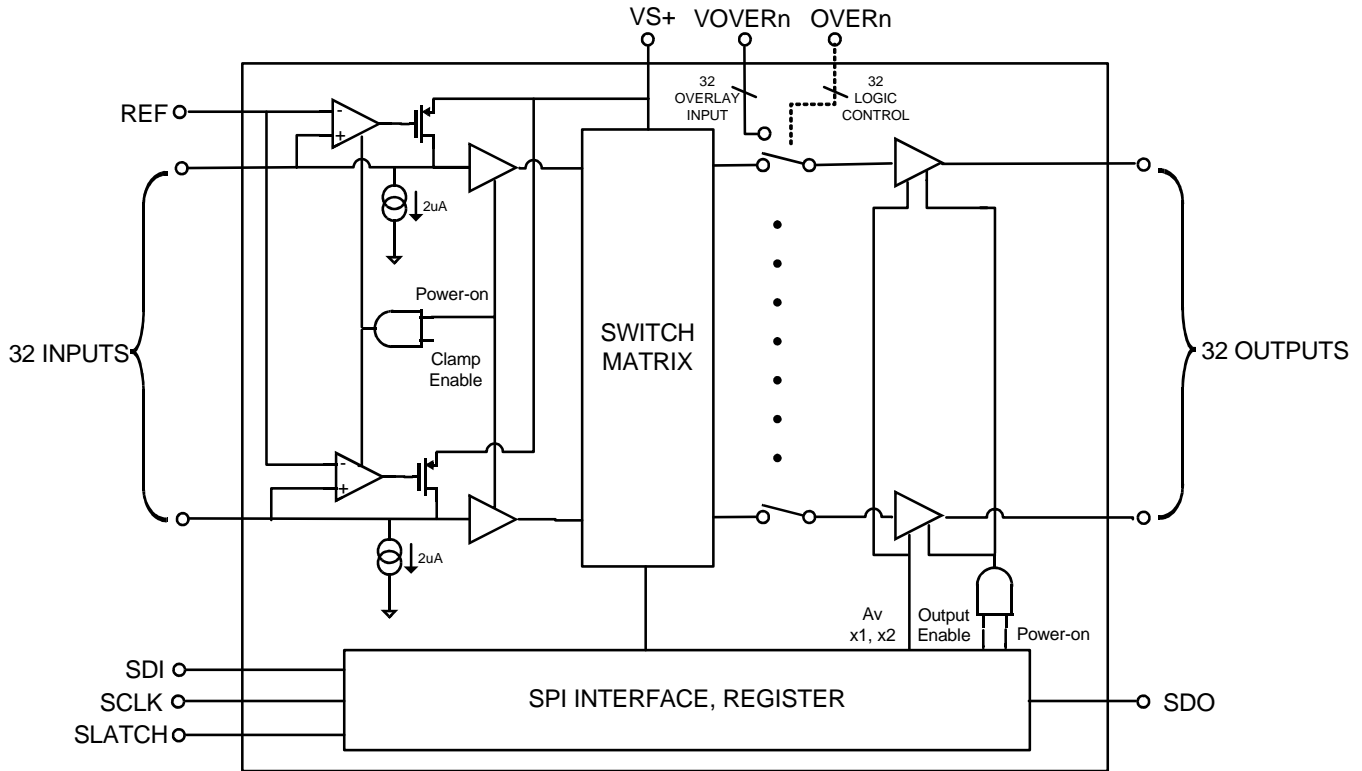 VS+
VOVERn
OVERn
32
OVERLAY
INPUT
32
LOGIC
CONTROL
REF
-
+
2uA
Power-on
Clamp
Enable
SWITCH
MATRIX
32 INPUTS
32 OUTPUTS
-
+
2uA
Av
x1, x2
Output
Enable
Power-on
SDI
SCLK
SLATCH
SPI INTERFACE, REGISTER
SDO